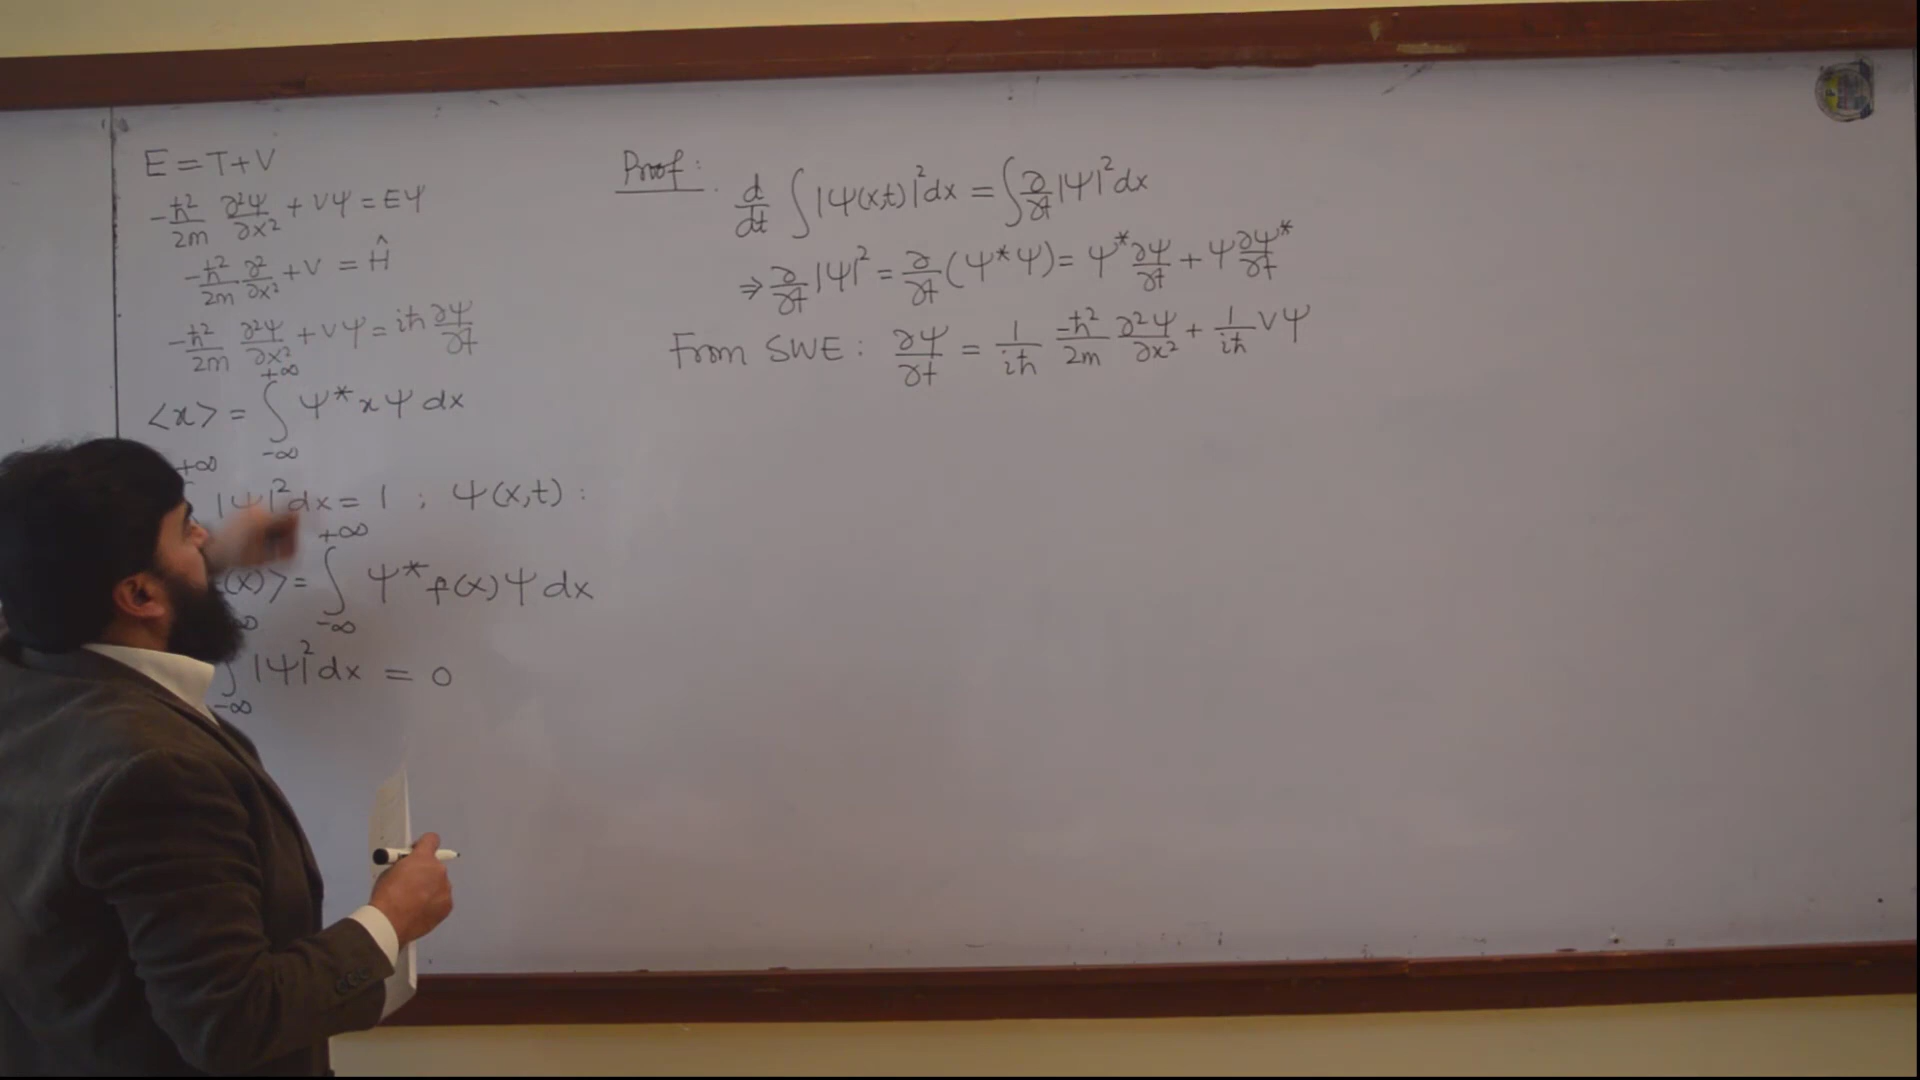 E = T + V
-ħ²/2m ∂²Ψ/∂x² + VΨ = EΨ
-ħ²/2m ∂²/∂x² + V = Ĥ
-ħ²/2m ∂²Ψ/∂x² + VΨ = iħ ∂Ψ/∂t
<x> = ∫_{-∞}^{+∞} Ψ* x Ψ dx
+∞ |Ψ|² dx = 1 ; Ψ(x,t) :
(x)> = ∫_{-∞}^{+∞} Ψ* f(x) Ψ dx
∫_{-∞} |Ψ|² dx = 0
Proof :
d/dt ∫ |Ψ(x,t)|² dx = ∫ ∂/∂t |Ψ|² dx
⇒ ∂/∂t |Ψ|² = ∂/∂t (Ψ*Ψ) = Ψ* ∂Ψ/∂t + Ψ ∂Ψ*/∂t
From SWE : ∂Ψ/∂t = 1/iħ -ħ²/2m ∂²Ψ/∂x² + 1/iħ VΨ